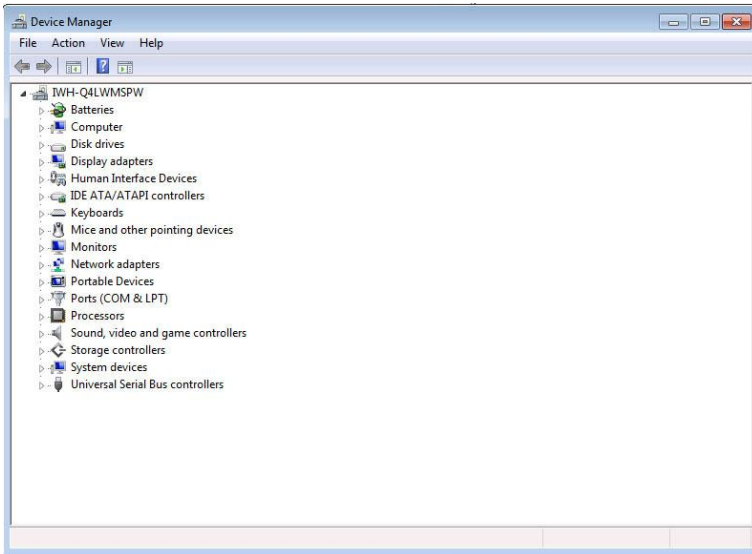 Device Manager
File Action View Help
IWH-Q4LWMSPW
Batteries
Computer
Disk drives
Display adapters
Human Interface Devices
IDE ATA/ATAPI controllers
Keyboards
Mice and other pointing devices
Monitors
Network adapters
Portable Devices
Ports (COM & LPT)
Processors
Sound, video and game controllers
Storage controllers
System devices
Universal Serial Bus controllers